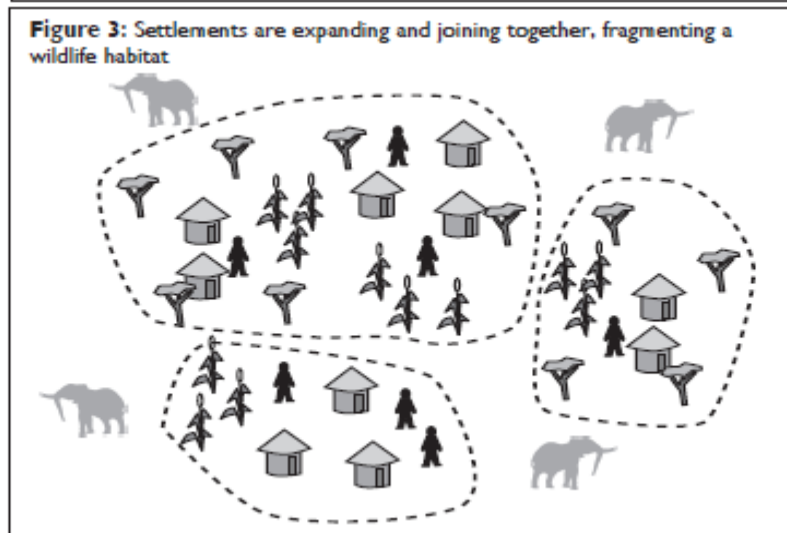 Figure 3: Settlements are expanding and joining together, fragmenting a
wildlife habitat